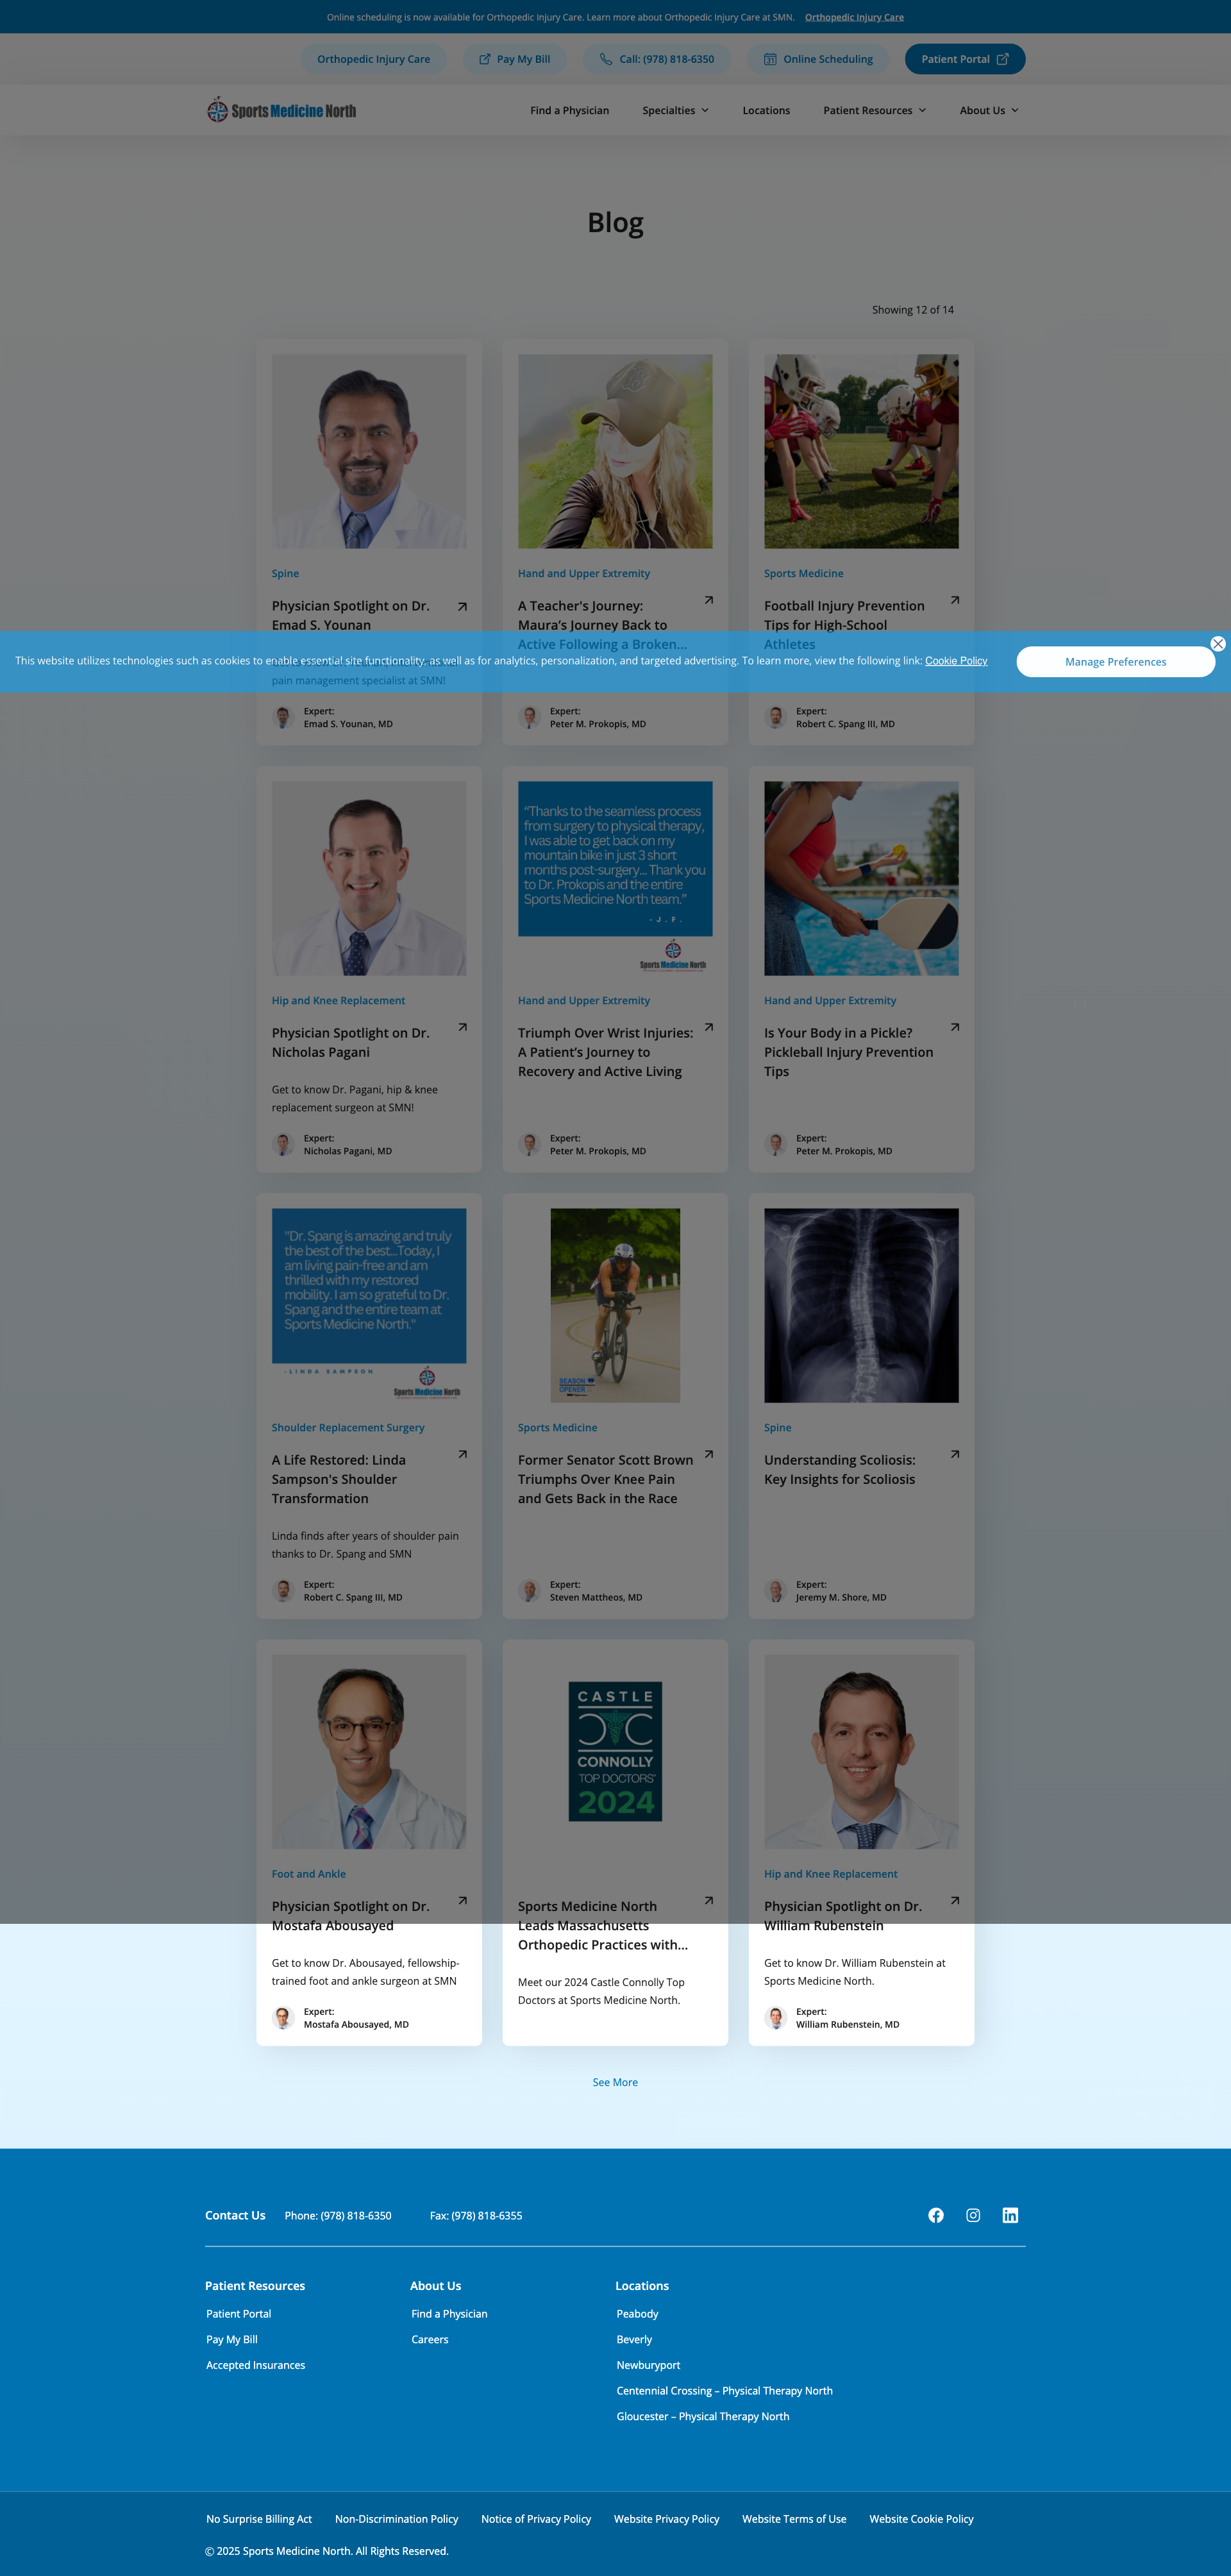 Online scheduling is now available for Orthopedic Injury Care. Learn more about Orthopedic Injury Care at SMN. Orthopedic Injury Care
Orthopedic Injury Care
Pay My Bill
Call: (978) 818-6350
Online Scheduling
Patient Portal
Sports Medicine North
Find a Physician
Specialties
Locations
Patient Resources
About Us
Blog
Showing 12 of 14
Spine
Physician Spotlight on Dr.
Emad S. Younan
pain management specialist at SMN!
Expert:
Emad S. Younan, MD
Hand and Upper Extremity
A Teacher's Journey:
Maura’s Journey Back to
Active Following a Broken...
Expert:
Peter M. Prokopis, MD
Sports Medicine
Football Injury Prevention
Tips for High-School
Athletes
Expert:
Robert C. Spang III, MD
This website utilizes technologies such as cookies to enable essential site functionality, as well as for analytics, personalization, and targeted advertising. To learn more, view the following link: Cookie Policy
Manage Preferences
Hip and Knee Replacement
Physician Spotlight on Dr.
Nicholas Pagani
Get to know Dr. Pagani, hip & knee
replacement surgeon at SMN!
Expert:
Nicholas Pagani, MD
“Thanks to the seamless process
from surgery to physical therapy,
I was able to get back on my
mountain bike in just 3 short
months post-surgery... Thank you
to Dr. Prokopis and the entire
Sports Medicine North team.”
- J. F.
Sports Medicine North
Hand and Upper Extremity
Triumph Over Wrist Injuries:
A Patient’s Journey to
Recovery and Active Living
Expert:
Peter M. Prokopis, MD
Hand and Upper Extremity
Is Your Body in a Pickle?
Pickleball Injury Prevention
Tips
Expert:
Peter M. Prokopis, MD
"Dr. Spang is amazing and truly
the best of the best...Today, I
am living pain-free and am
thrilled with my restored
mobility. I am so grateful to Dr.
Spang and the entire team at
Sports Medicine North."
-LINDA SAMPSON
Sports Medicine North
Shoulder Replacement Surgery
A Life Restored: Linda
Sampson's Shoulder
Transformation
Linda finds after years of shoulder pain
thanks to Dr. Spang and SMN
Expert:
Robert C. Spang III, MD
SEASON
OPENER
Sports Medicine
Former Senator Scott Brown
Triumphs Over Knee Pain
and Gets Back in the Race
Expert:
Steven Mattheos, MD
Spine
Understanding Scoliosis:
Key Insights for Scoliosis
Expert:
Jeremy M. Shore, MD
Foot and Ankle
Physician Spotlight on Dr.
Mostafa Abousayed
Get to know Dr. Abousayed, fellowship-
trained foot and ankle surgeon at SMN
Expert:
Mostafa Abousayed, MD
CASTLE
CONNOLLY
TOP DOCTORS
2024
Sports Medicine North
Leads Massachusetts
Orthopedic Practices with...
Meet our 2024 Castle Connolly Top
Doctors at Sports Medicine North.
Hip and Knee Replacement
Physician Spotlight on Dr.
William Rubenstein
Get to know Dr. William Rubenstein at
Sports Medicine North.
Expert:
William Rubenstein, MD
See More
Contact Us
Phone: (978) 818-6350
Fax: (978) 818-6355
Patient Resources
Patient Portal
Pay My Bill
Accepted Insurances
About Us
Find a Physician
Careers
Locations
Peabody
Beverly
Newburyport
Centennial Crossing – Physical Therapy North
Gloucester – Physical Therapy North
No Surprise Billing Act
Non-Discrimination Policy
Notice of Privacy Policy
Website Privacy Policy
Website Terms of Use
Website Cookie Policy
© 2025 Sports Medicine North. All Rights Reserved.